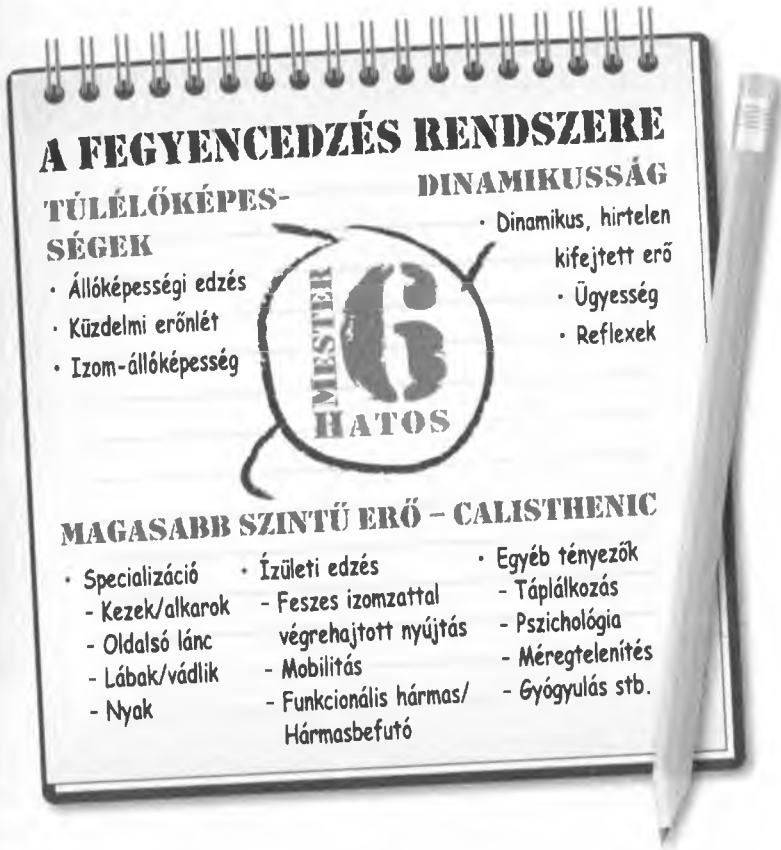 A FEGYENCEDZÉS RENDSZERE
TÚLÉLŐKÉPES-
SÉGEK
• Állóképességi edzés
• Küzdelmi erőnlét
• Izom-állóképesség
DINAMIKUSSÁG
• Dinamikus, hirtelen
kifejtett erő
• Ügyesség
• Reflexek
MESTER
6
HATOS
MAGASABB SZINTŰ ERŐ – CALISTHENIC
• Specializáció
- Kezek/alkarok
- Oldalsó lánc
- Lábak/vádlik
- Nyak
• Ízületi edzés
- Feszes izomzattal
végrehajtott nyújtás
- Mobilitás
- Funkcionális hármas/
Hármasbefutó
• Egyéb tényezők
- Táplálkozás
- Pszichológia
- Méregtelenítés
- Gyógyulás stb.